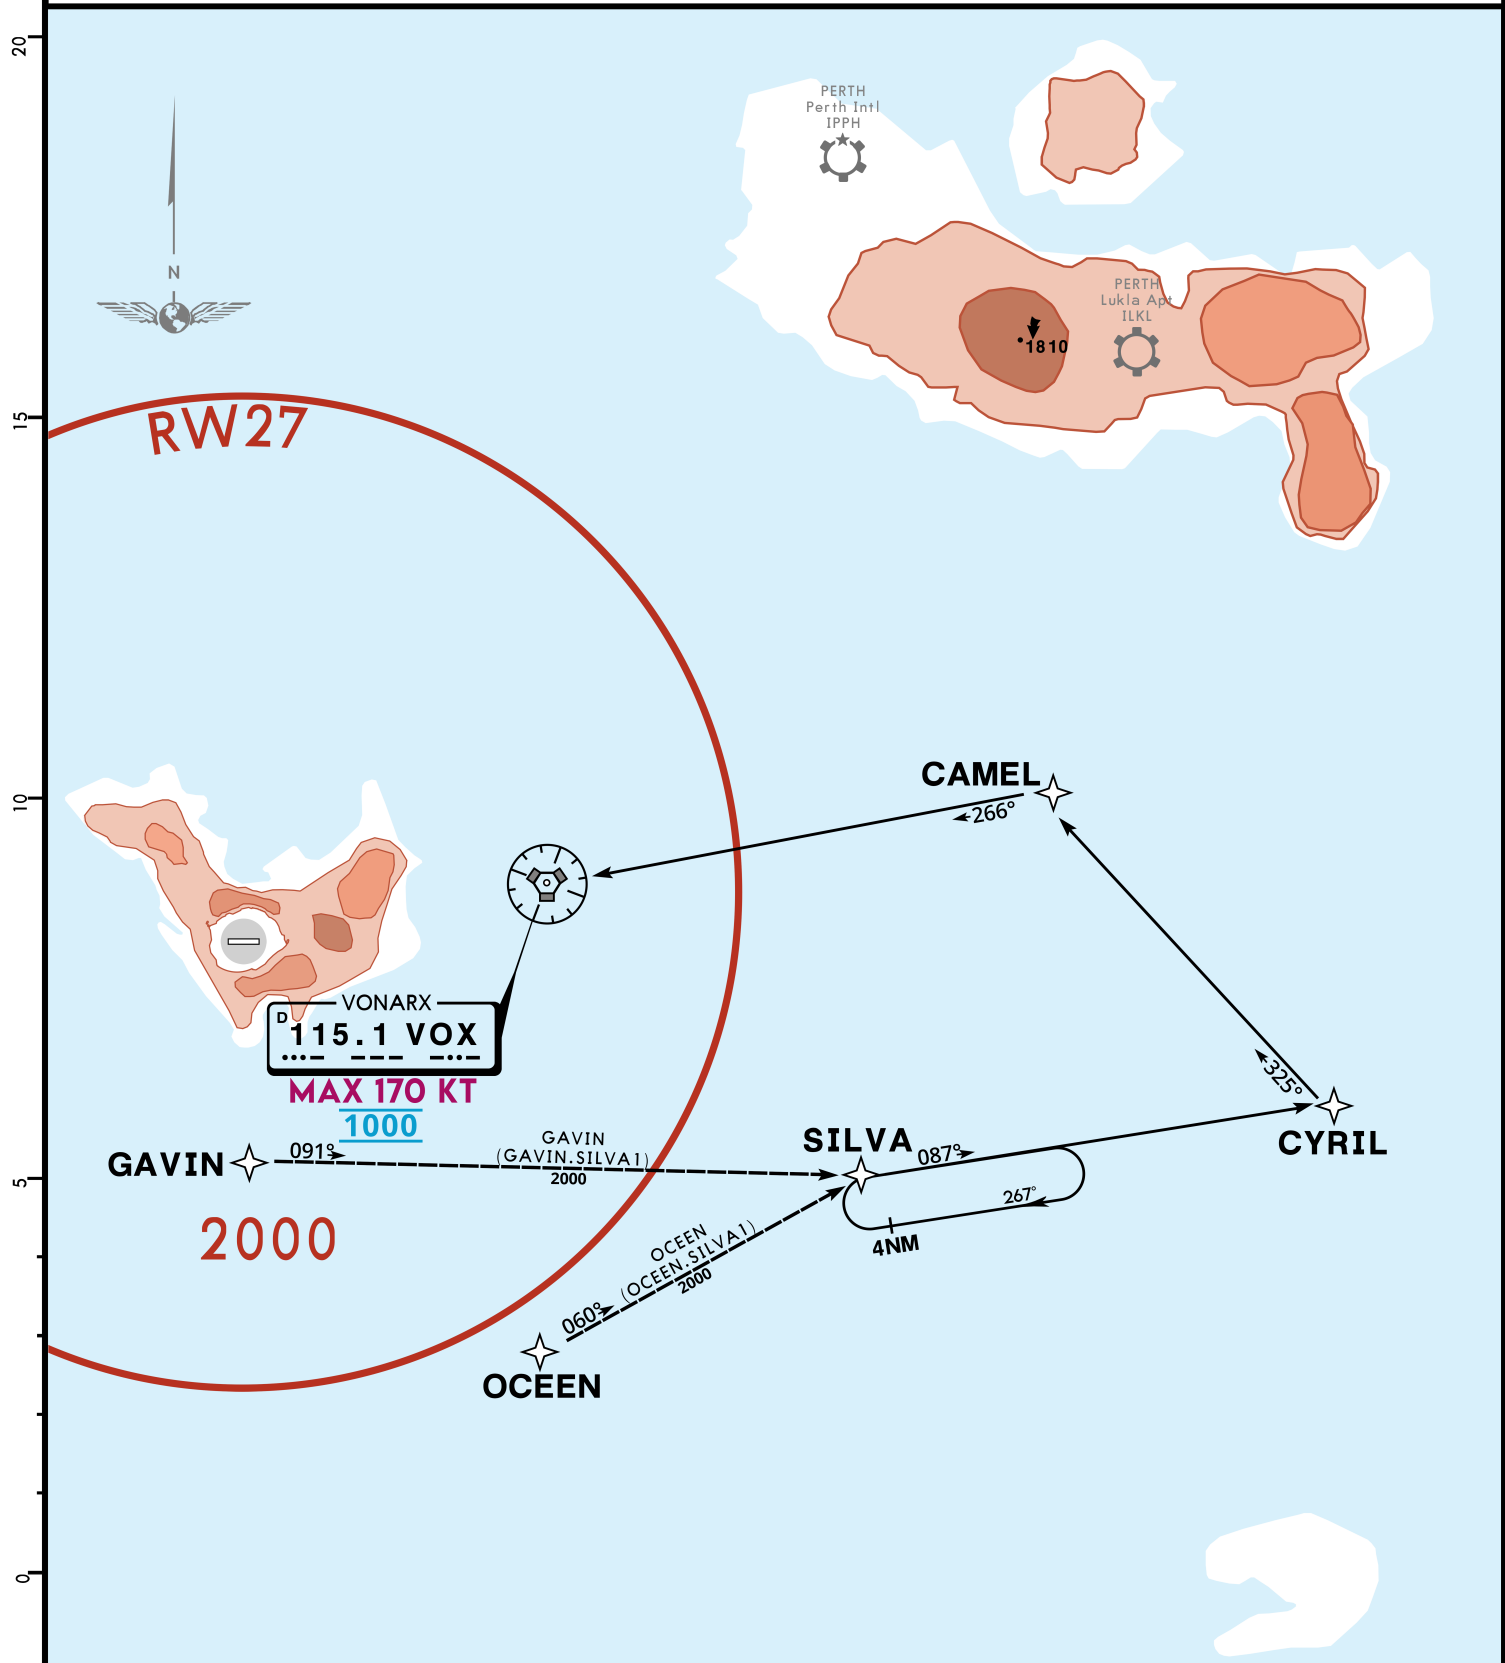 20
PERTH
Perth Intl
IPPH
N
PERTH
Lukla Apt
ILKL
1810
15
RW27
CAMEL
266°
10
VONARX
D
115.1 VOX
MAX 170 KT
1000
325°
CYRIL
GAVIN
091°
GAVIN
(GAVIN.SILVA1)
2000
SILVA
087°
267°
4NM
5
2000
OCEEN
(OCEEN.SILVA1)
2000
060°
OCEEN
0